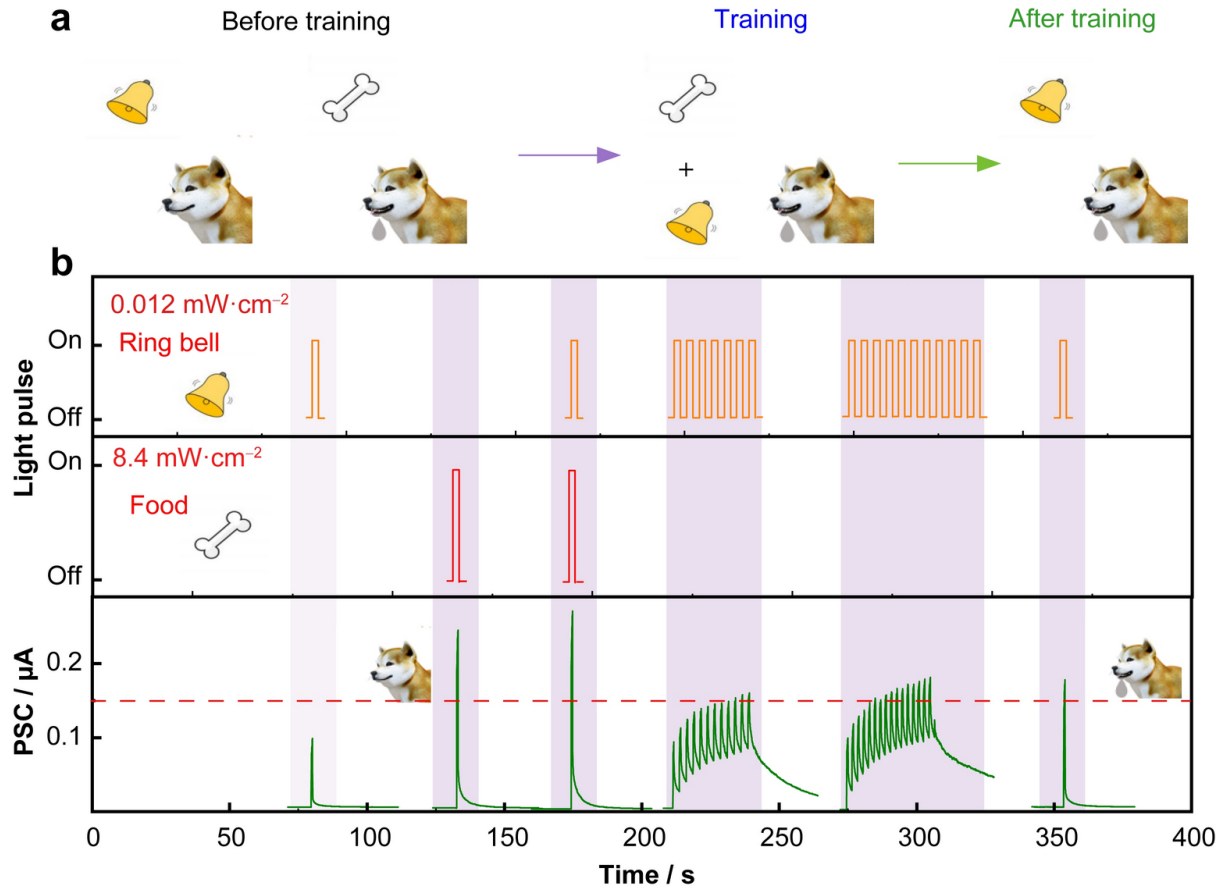 a
Before training
Training
After training
+
b
0.012 mW·cm⁻²
Ring bell
On
Off
Light pulse
8.4 mW·cm⁻²
Food
On
Off
PSC / μA
0.2
0.1
0 50 100 150 200 250 300 350 400
Time / s